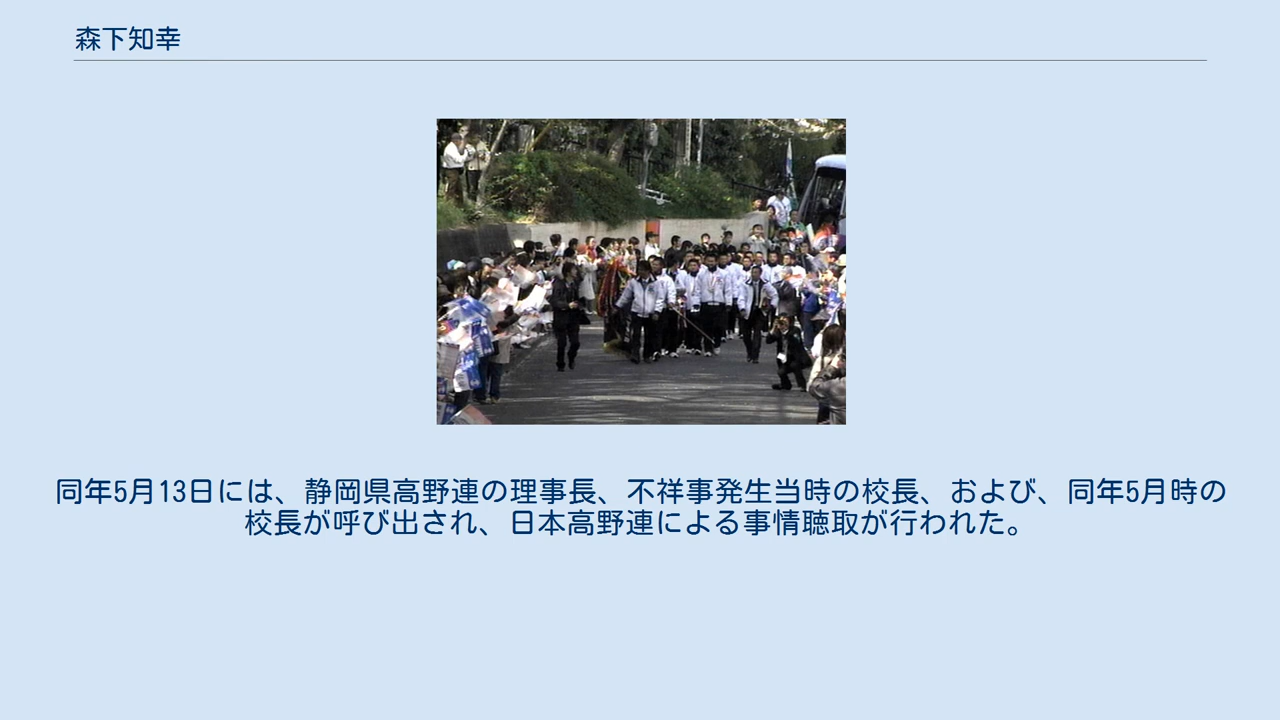 森下知幸
同年5月13日には、静岡県高野連の理事長、不祥事発生当時の校長、および、同年5月時の
校長が呼び出され、日本高野連による事情聴取が行われた。